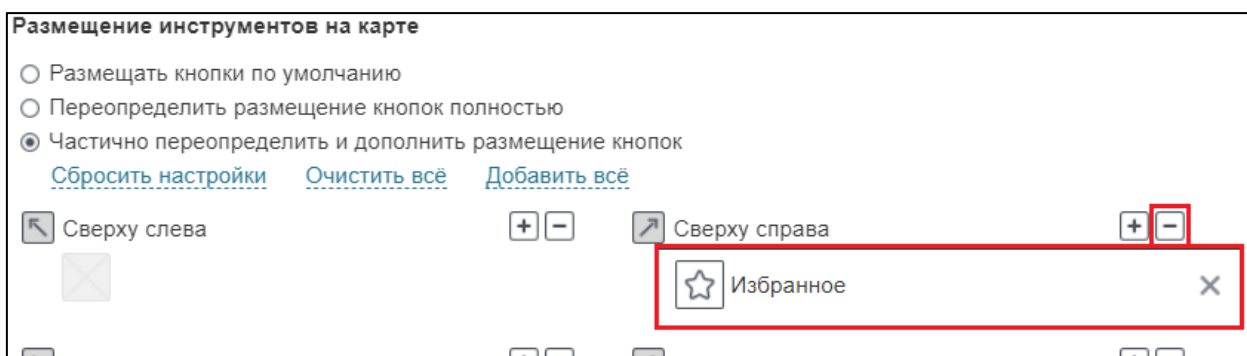 Размещение инструментов на карте
Размещать кнопки по умолчанию
Переопределить размещение кнопок полностью
Частично переопределить и дополнить размещение кнопок
Сбросить настройки Очистить всё Добавить всё
Сверху слева Сверху справа
Избранное